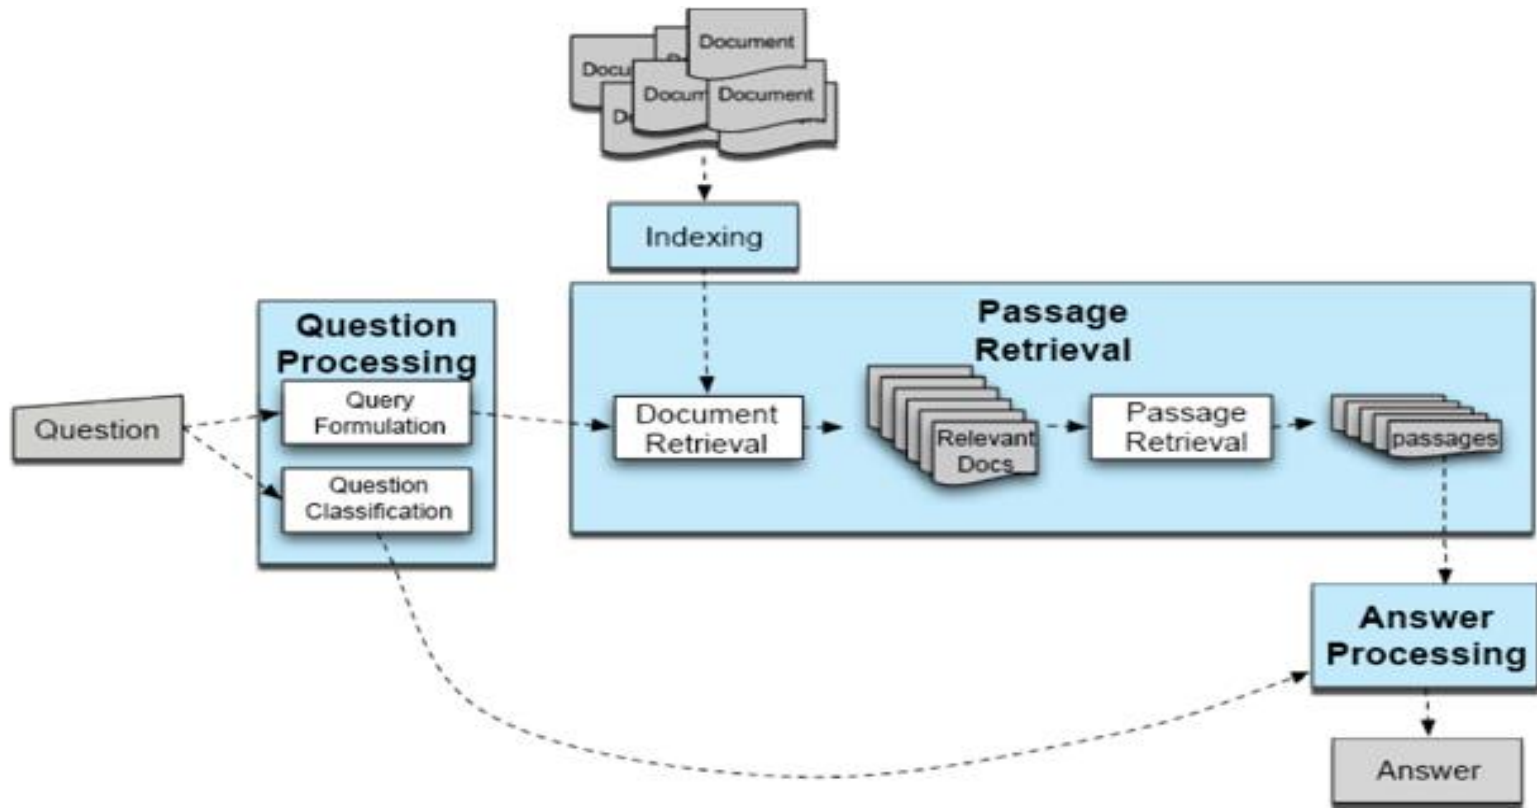 Document
Docu
Docum
Document
Indexing
Question
Processing
Passage
Retrieval
Question
Query
Formulation
Question
Classification
Document
Retrieval
Relevant
Docs
Passage
Retrieval
passages
Answer
Processing
Answer